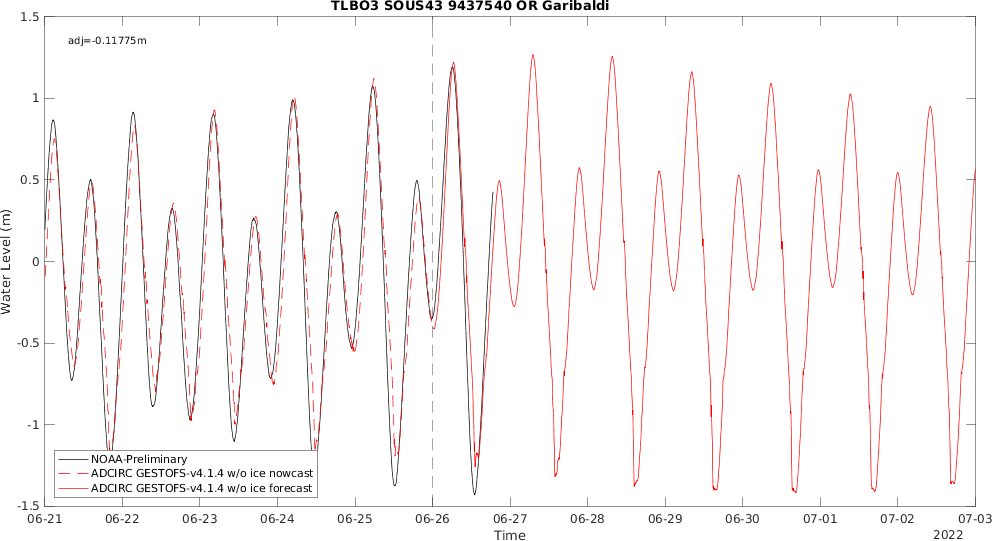 TLBO3 SOUS43 9437540 OR Garibaldi
adj=-0.11775m
1.5
1
0.5
0
-0.5
-1
-1.5
Water Level (m)
NOAA-Preliminary
ADCIRC GESTOFS-v4.1.4 w/o ice nowcast
ADCIRC GESTOFS-v4.1.4 w/o ice forecast
06-21 06-22 06-23 06-24 06-25 06-26 06-27 06-28 06-29 06-30 07-01 07-02 07-03
Time
2022